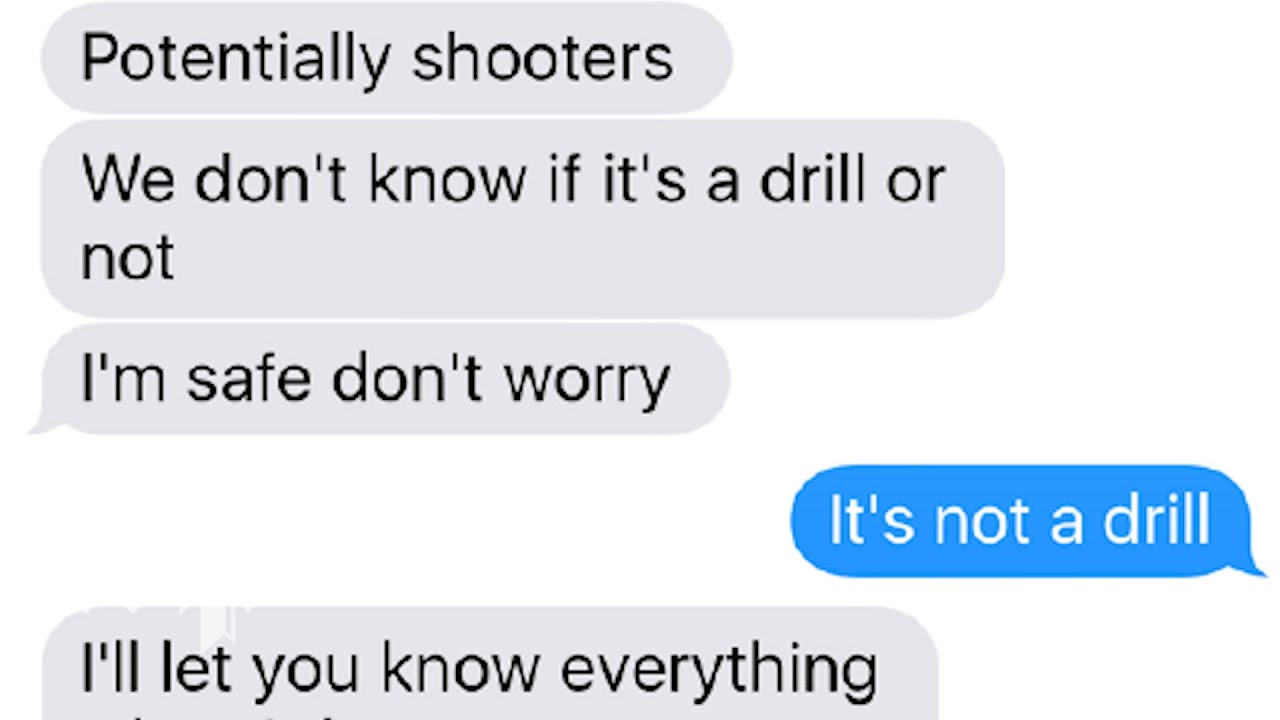 Potentially shooters
We don't know if it's a drill or
not
I'm safe don't worry
It's not a drill
I'll let you know everything